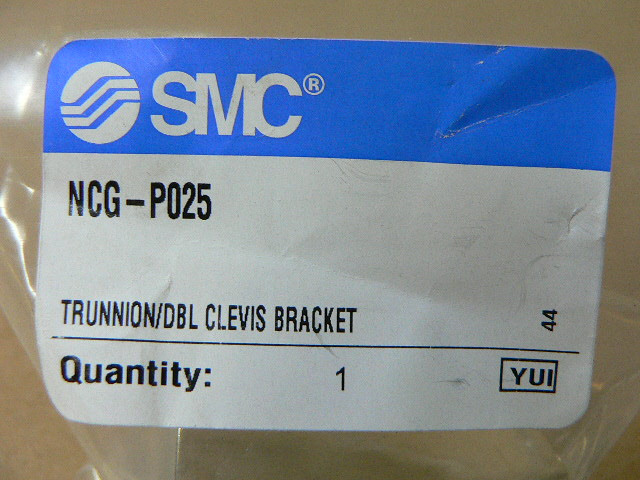 SMC®
NCG-P025
TRUNNION/DBL CLEVIS BRACKET 44
Quantity: 1 YUI